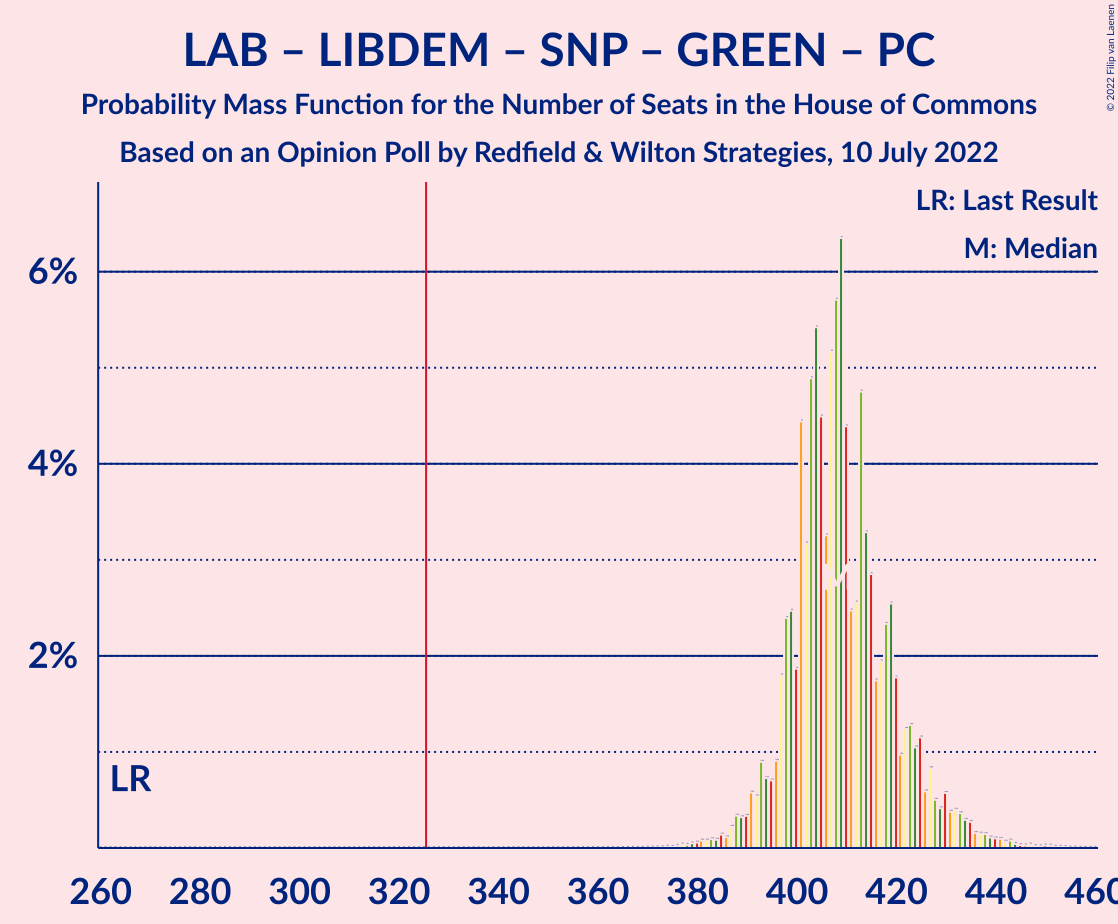 LAB – LIBDEM – SNP – GREEN – PC
Probability Mass Function for the Number of Seats in the House of Commons
Based on an Opinion Poll by Redfield & Wilton Strategies, 10 July 2022
© 2022 Filip van Laenen
LR: Last Result
M: Median
6%
4%
2%
LR
260 280 300 320 340 360 380 400 420 440 460